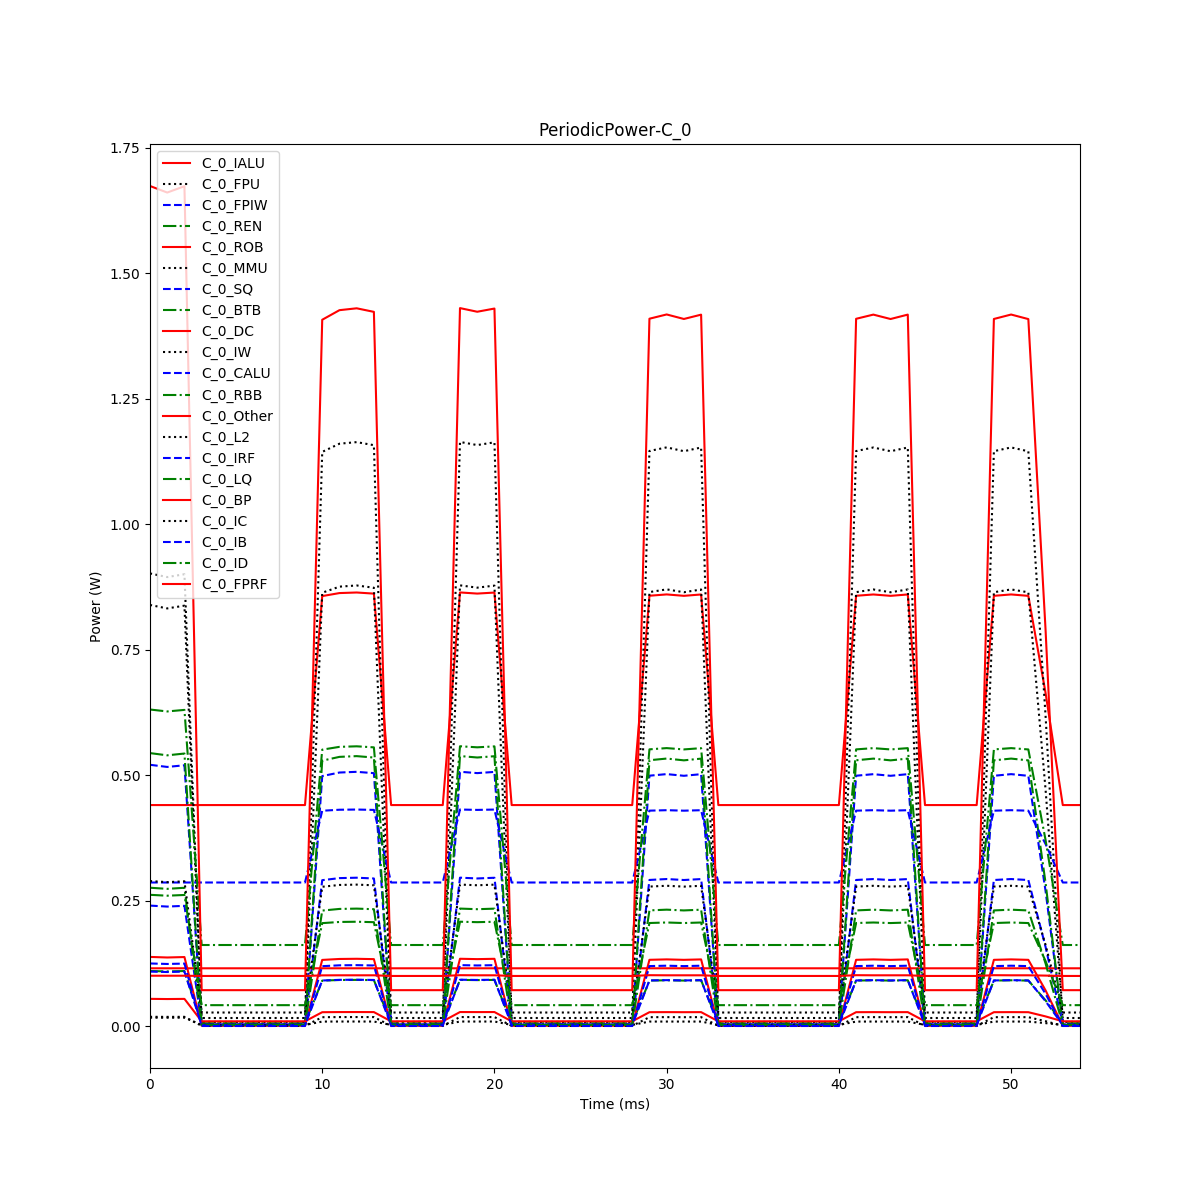 PeriodicPower-C_0
1.75
1.50
1.25
1.00
0.75
0.50
0.25
0.00
Power (W)
C_0_IALU
C_0_FPU
C_0_FPIW
C_0_REN
C_0_ROB
C_0_MMU
C_0_SQ
C_0_BTB
C_0_DC
C_0_IW
C_0_CALU
C_0_RBB
C_0_Other
C_0_L2
C_0_IRF
C_0_LQ
C_0_BP
C_0_IC
C_0_IB
C_0_ID
C_0_FPRF
0 10 20 30 40 50
Time (ms)